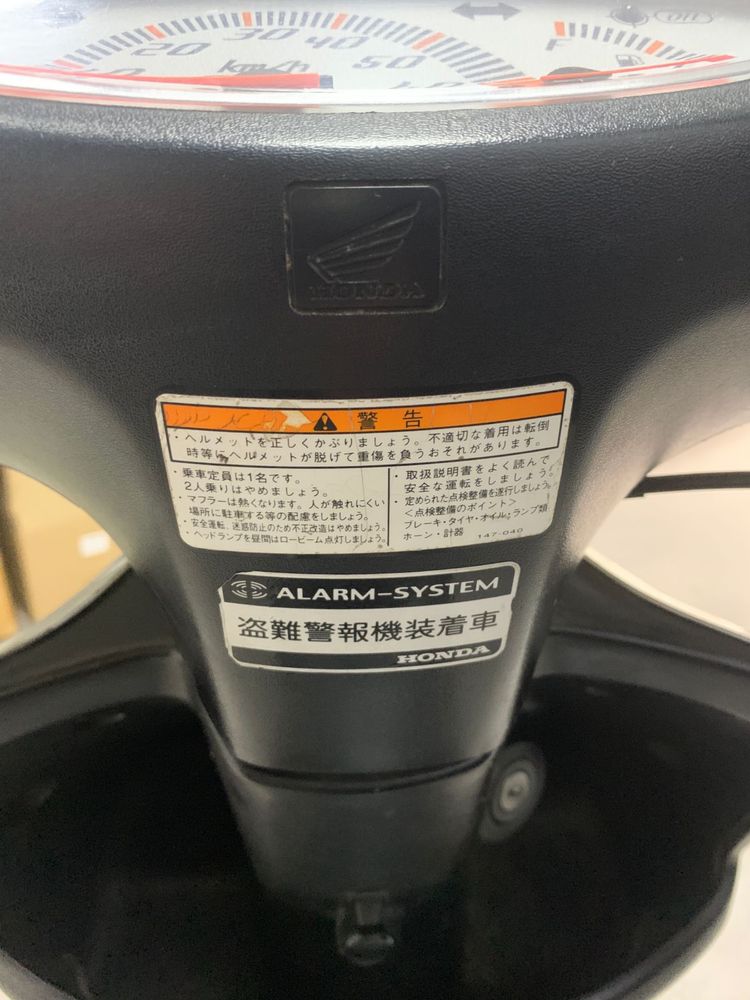 20 30 40 50
km/h
F
HONDA
警告
・ヘルメットを正しくかぶりましょう。不適切な着用は転倒
時等にヘルメットが脱げて重傷を負うおそれがあります。
・乗車定員は1名です。
2人乗りはやめましょう。
・マフラーは熱くなります。人が触れにくい
場所に駐車する等の配慮をしましょう。
・安全運転、迷惑防止のため不正改造はやめましょう。
・ヘッドランプを昼間はロービーム点灯しましょう。
・取扱説明書をよく読んで
安全な運転をしましょう。
・定められた点検整備を遂行しましょう。
<点検整備のポイント>
ブレーキ・タイヤ・オイル・ランプ類
ホーン・計器 147-040
ALARM-SYSTEM
盗難警報機装着車
HONDA